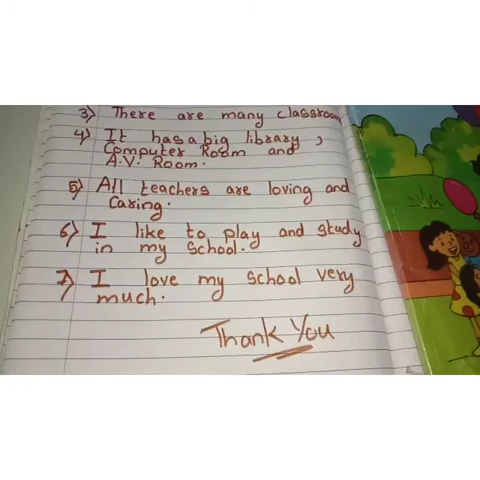 3) There are many classroom
4) It has a big library,
Computer Room and
A.V. Room.
5) All teachers are loving and
Caring.
6) I like to play and study
in my School.
7) I love my school very
much.
Thank You